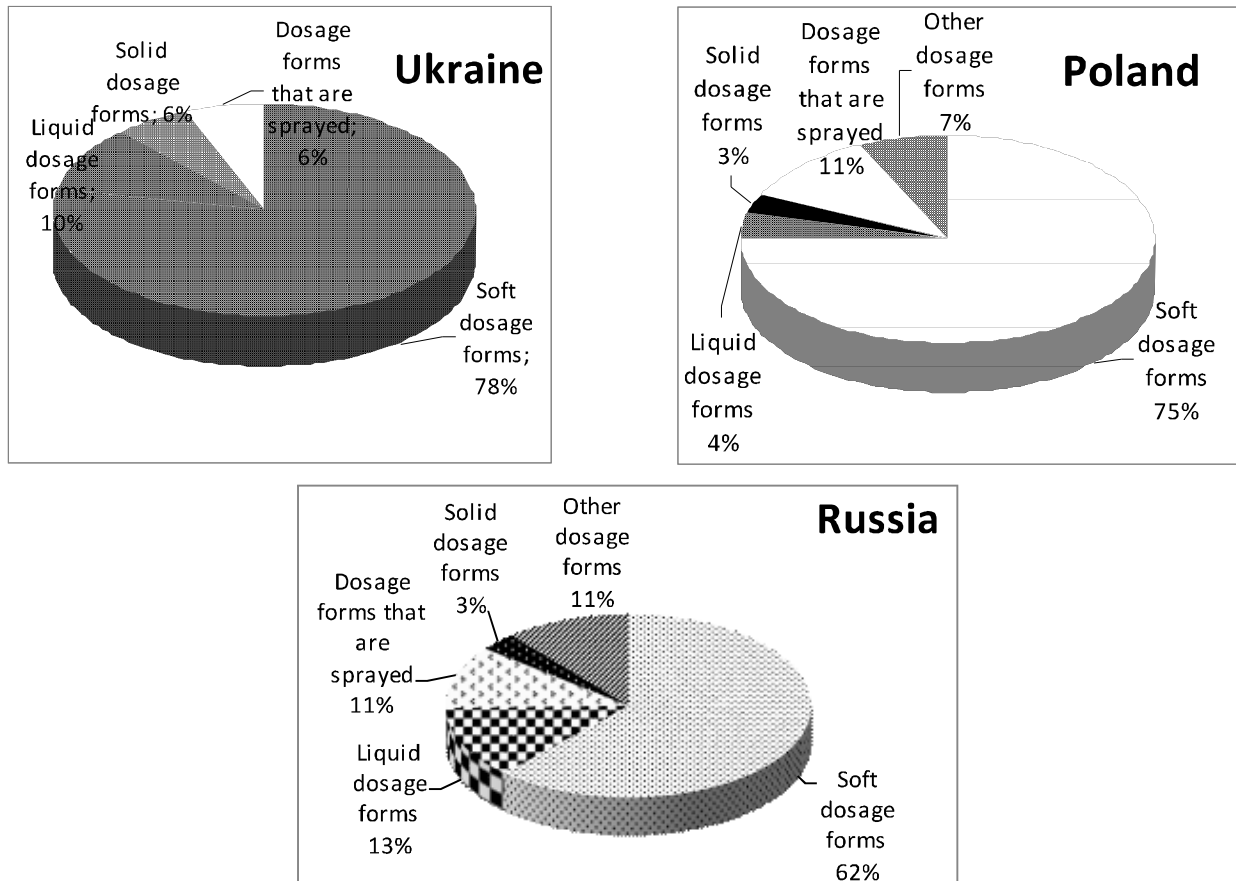 Ukraine
Solid
dosage
forms; 6%
Dosage
forms that are
sprayed;
6%
Liquid
dosage
forms;
10%
Soft
dosage
forms;
78%
Poland
Solid
dosage
forms
3%
Dosage
forms
that are
sprayed
11%
Other
dosage
forms
7%
Liquid
dosage
forms
4%
Soft
dosage
forms
75%
Russia
Solid
dosage
forms
3%
Other
dosage
forms
11%
Dosage
forms that
are
sprayed
11%
Liquid
dosage
forms
13%
Soft
dosage
forms
62%